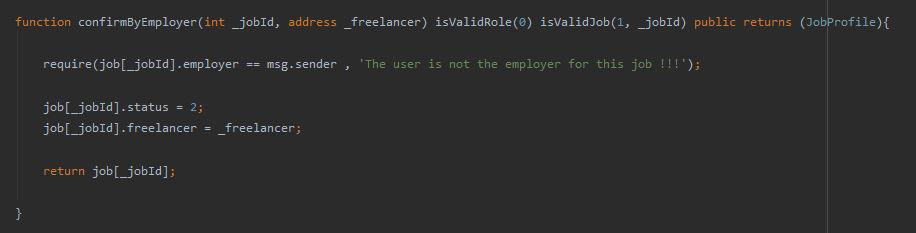 function confirmByEmployer(int _jobId, address _freelancer) isValidRole(0) isValidJob(1, _jobId) public returns (JobProfile){
require(job[_jobId].employer == msg.sender , 'The user is not the employer for this job !!!');
job[_jobId].status = 2;
job[_jobId].freelancer = _freelancer;
return job[_jobId];
}